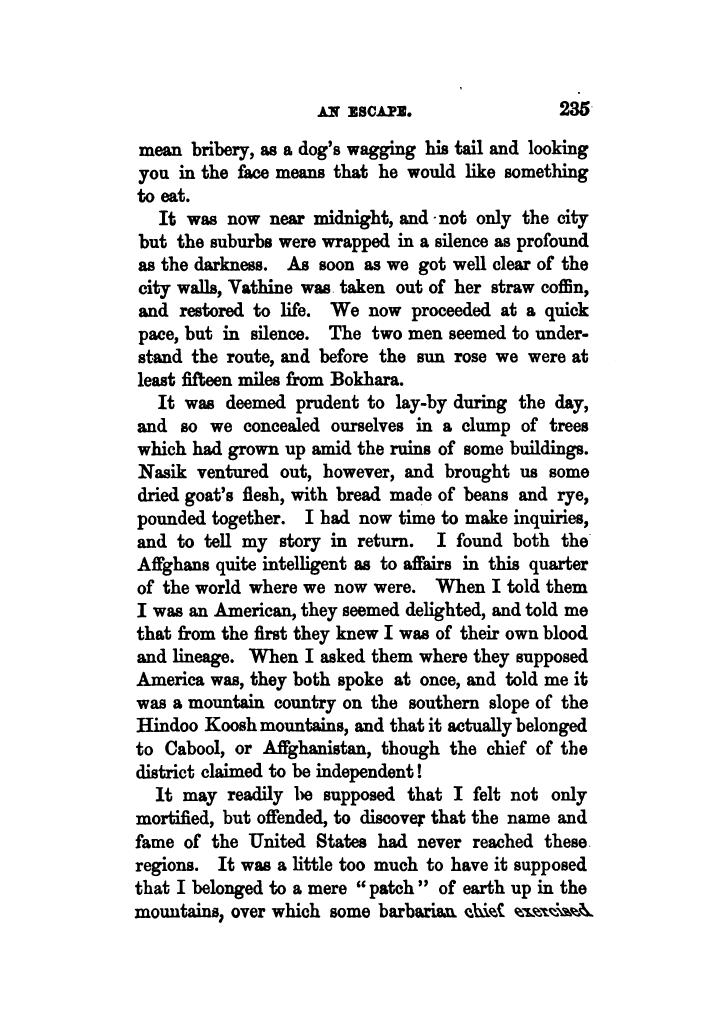 AN ESCAPE. 235
mean bribery, as a dog's wagging his tail and looking
you in the face means that he would like something
to eat.
It was now near midnight, and not only the city
but the suburbs were wrapped in a silence as profound
as the darkness. As soon as we got well clear of the
city walls, Vathine was taken out of her straw coffin,
and restored to life. We now proceeded at a quick
pace, but in silence. The two men seemed to under-
stand the route, and before the sun rose we were at
least fifteen miles from Bokhara.
It was deemed prudent to lay-by during the day,
and so we concealed ourselves in a clump of trees
which had grown up amid the ruins of some buildings.
Nasik ventured out, however, and brought us some
dried goat's flesh, with bread made of beans and rye,
pounded together. I had now time to make inquiries,
and to tell my story in return. I found both the
Affghans quite intelligent as to affairs in this quarter
of the world where we now were. When I told them
I was an American, they seemed delighted, and told me
that from the first they knew I was of their own blood
and lineage. When I asked them where they supposed
America was, they both spoke at once, and told me it
was a mountain country on the southern slope of the
Hindoo Koosh mountains, and that it actually belonged
to Cabool, or Affghanistan, though the chief of the
district claimed to be independent!
It may readily be supposed that I felt not only
mortified, but offended, to discover that the name and
fame of the United States had never reached these
regions. It was a little too much to have it supposed
that I belonged to a mere "patch" of earth up in the
mountains, over which some barbarian chief exercised